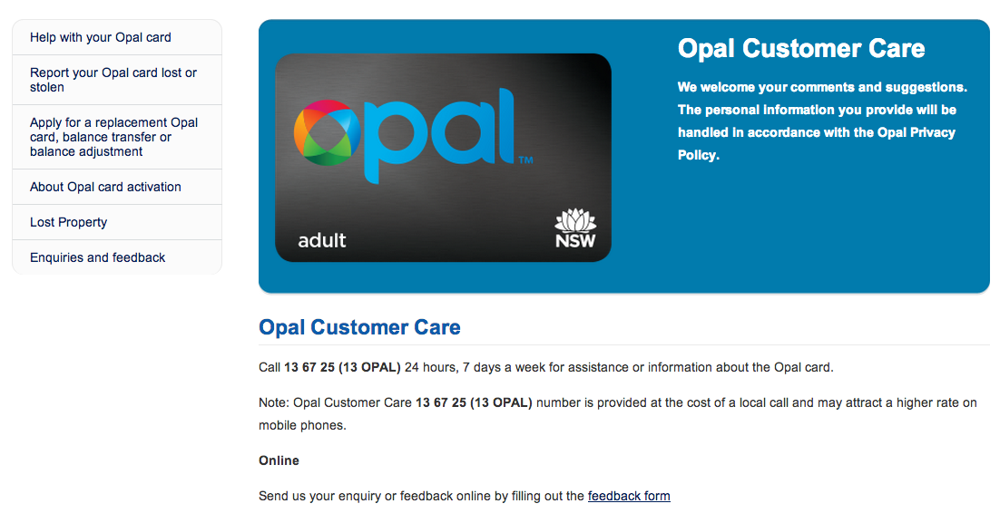 Help with your Opal card
Report your Opal card lost or
stolen
Apply for a replacement Opal
card, balance transfer or
balance adjustment
About Opal card activation
Lost Property
Enquiries and feedback
opal™
adult
NSW
Opal Customer Care
We welcome your comments and suggestions.
The personal information you provide will be
handled in accordance with the Opal Privacy
Policy.
Opal Customer Care
Call 13 67 25 (13 OPAL) 24 hours, 7 days a week for assistance or information about the Opal card.
Note: Opal Customer Care 13 67 25 (13 OPAL) number is provided at the cost of a local call and may attract a higher rate on
mobile phones.
Online
Send us your enquiry or feedback online by filling out the feedback form